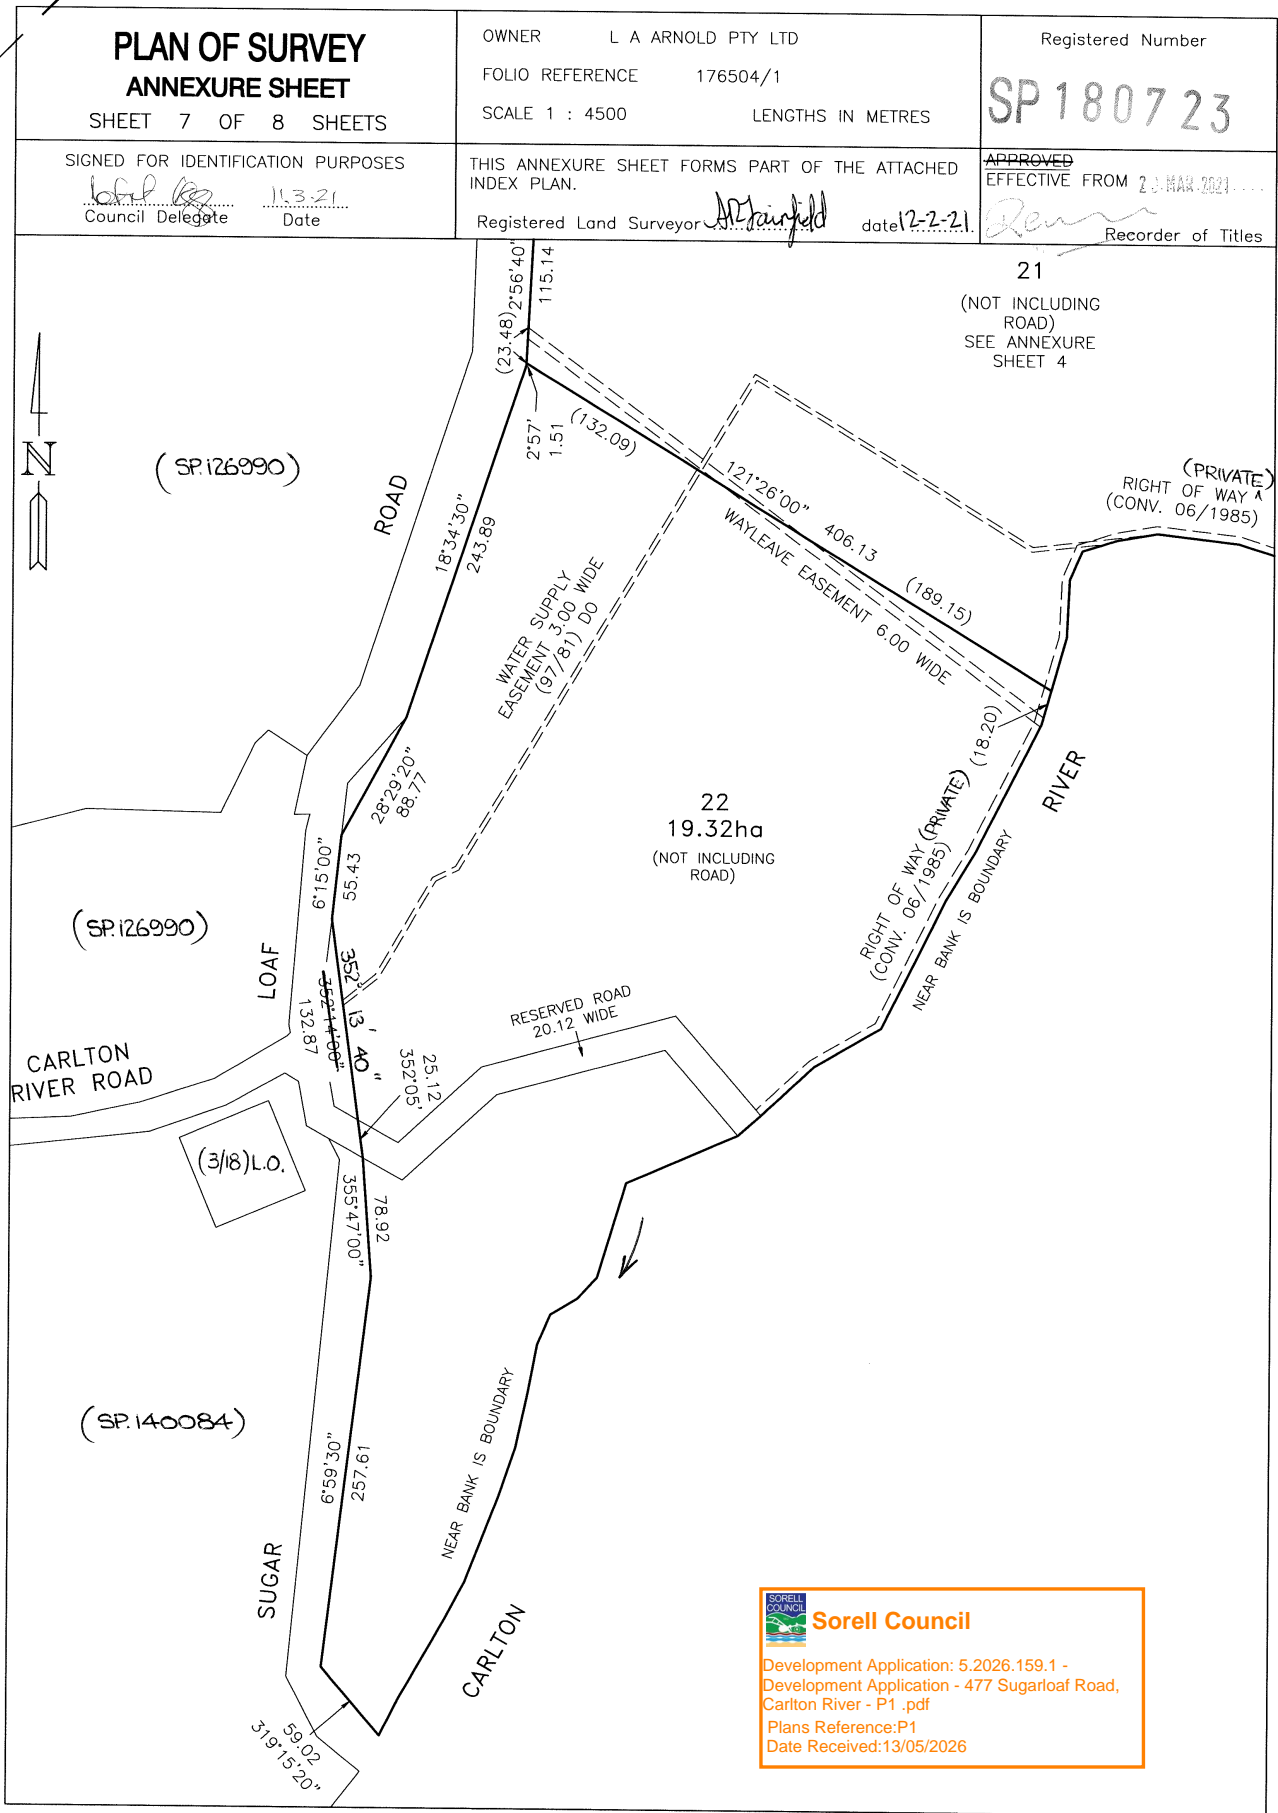 PLAN OF SURVEY
ANNEXURE SHEET
SHEET 7 OF 8 SHEETS
OWNER L A ARNOLD PTY LTD
FOLIO REFERENCE 176504/1
SCALE 1 : 4500 LENGTHS IN METRES
Registered Number
SP180723
SIGNED FOR IDENTIFICATION PURPOSES
11.3.21
Council Delegate Date
THIS ANNEXURE SHEET FORMS PART OF THE ATTACHED
INDEX PLAN.
Registered Land Surveyor AR Fairfield date 12-2-21
APPROVED
EFFECTIVE FROM MAR 2021
Recorder of Titles
21
(NOT INCLUDING
ROAD)
SEE ANNEXURE
SHEET 4
2°56'40"
115.14
(23.48)
2°57'
1.51
(132.09)
121°26'00" 406.13
(189.15)
WAYLEAVE EASEMENT 6.00 WIDE
(PRIVATE)
RIGHT OF WAY ^
(CONV. 06/1985)
N
(SP.126990)
ROAD
18°34'30"
243.89
WATER SUPPLY
EASEMENT 3.00 WIDE
(97/81) DO
28°29'20"
88.77
22
19.32ha
(NOT INCLUDING
ROAD)
(18.20)
RIVER
RIGHT OF WAY (PRIVATE)
(CONV. 06/1985)
NEAR BANK IS BOUNDARY
6°15'00"
55.43
(SP.126990)
LOAF
352° 13' 40"
352°14'00"
132.87
RESERVED ROAD
20.12 WIDE
25.12
352°05'
CARLTON
RIVER ROAD
(3/18)L.O.
78.92
355°47'00"
(SP.140084)
6°59'30"
257.61
NEAR BANK IS BOUNDARY
SUGAR
CARLTON
59.02
319°15'20"
SORELL
COUNCIL
Sorell Council
Development Application: 5.2026.159.1 -
Development Application - 477 Sugarloaf Road,
Carlton River - P1 .pdf
Plans Reference:P1
Date Received:13/05/2026